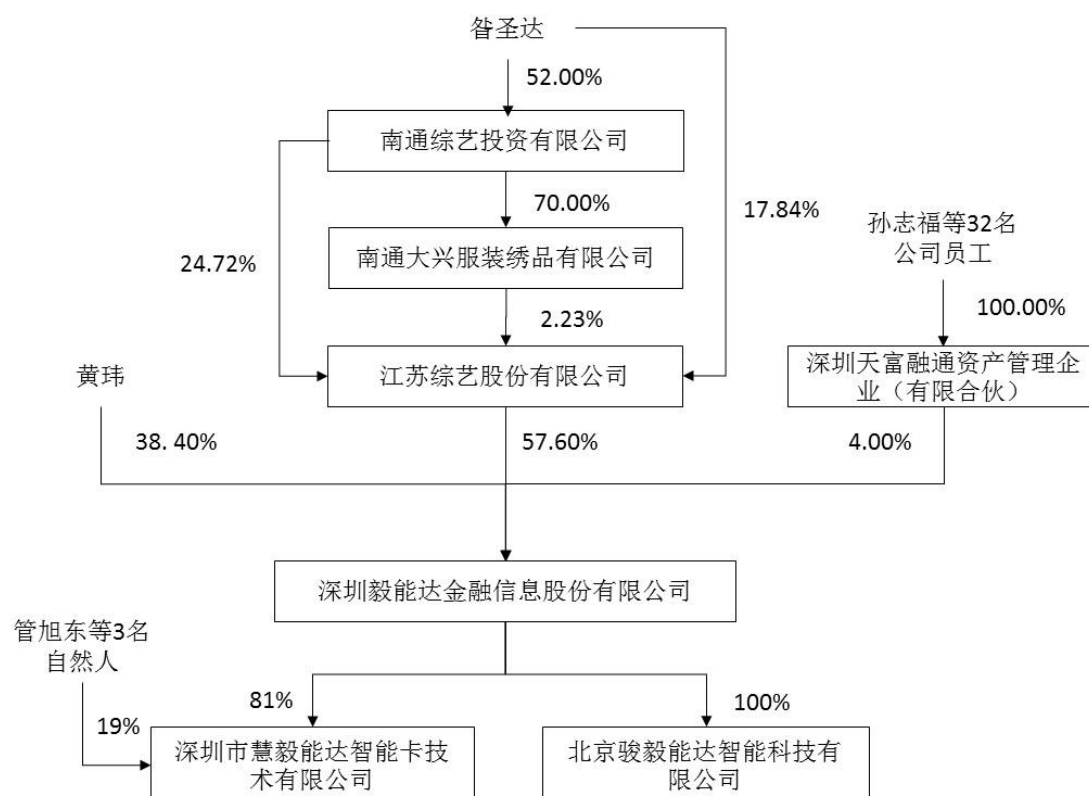 昝圣达
52.00%
南通综艺投资有限公司
70.00%
17.84%
孙志福等32名
公司员工
24.72%
南通大兴服装绣品有限公司
100.00%
2.23%
黄玮
江苏综艺股份有限公司
深圳天富融通资产管理企
业（有限合伙）
38. 40%
57.60%
4.00%
深圳毅能达金融信息股份有限公司
管旭东等3名
自然人
81%
100%
19%
深圳市慧毅能达智能卡技
术有限公司
北京骏毅能达智能科技有
限公司